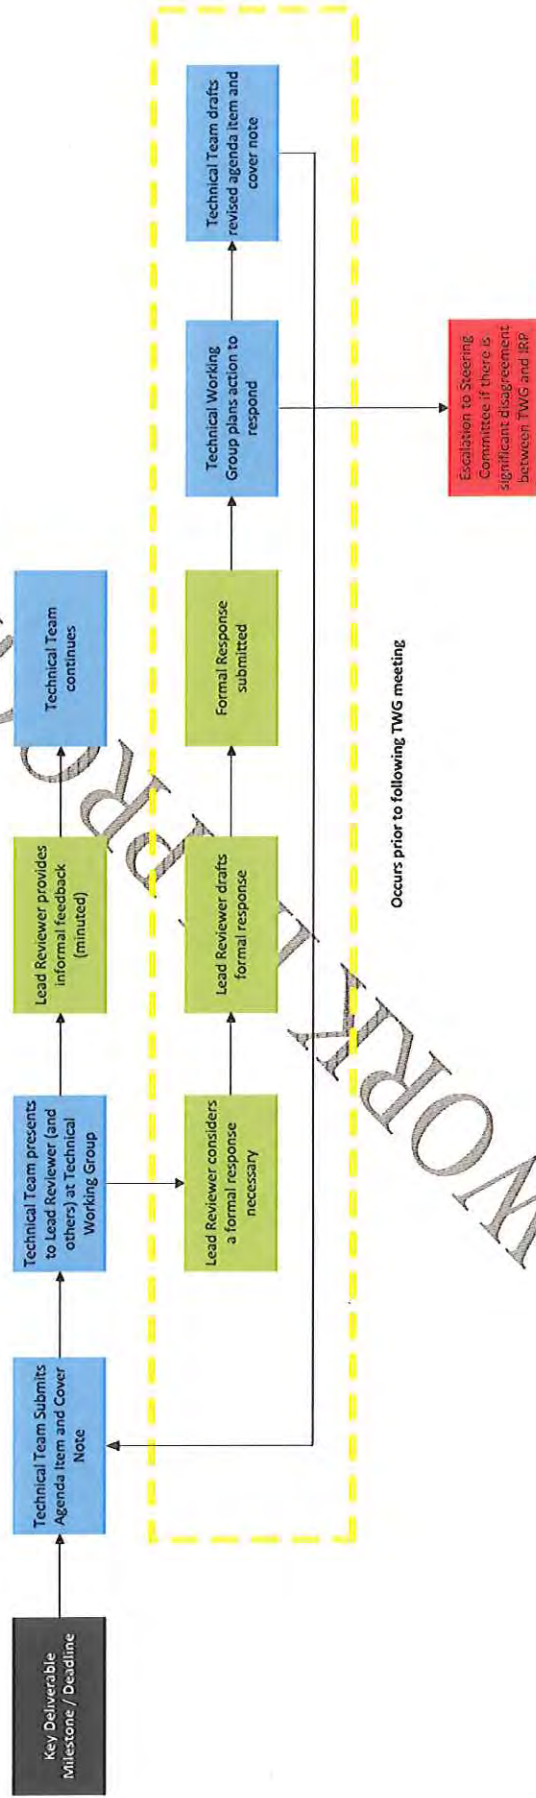 Key Deliverable
Milestone / Deadline
Technical Team Submits
Agenda Item and Cover
Note
Technical Team presents
to Lead Reviewer (and
others) at Technical
Working Group
Lead Reviewer provides
informal feedback
(minuted)
Technical Team
continues
Lead Reviewer considers
a formal response
necessary
Lead Reviewer drafts
formal response
Formal Response
submitted
Technical Working
Group plans action to
respond
Technical Team drafts
revised agenda item and
cover note
Occurs prior to following TWG meeting
Escalation to Steering
Committee if there is
significant disagreement
between TWG and IRP
WORK